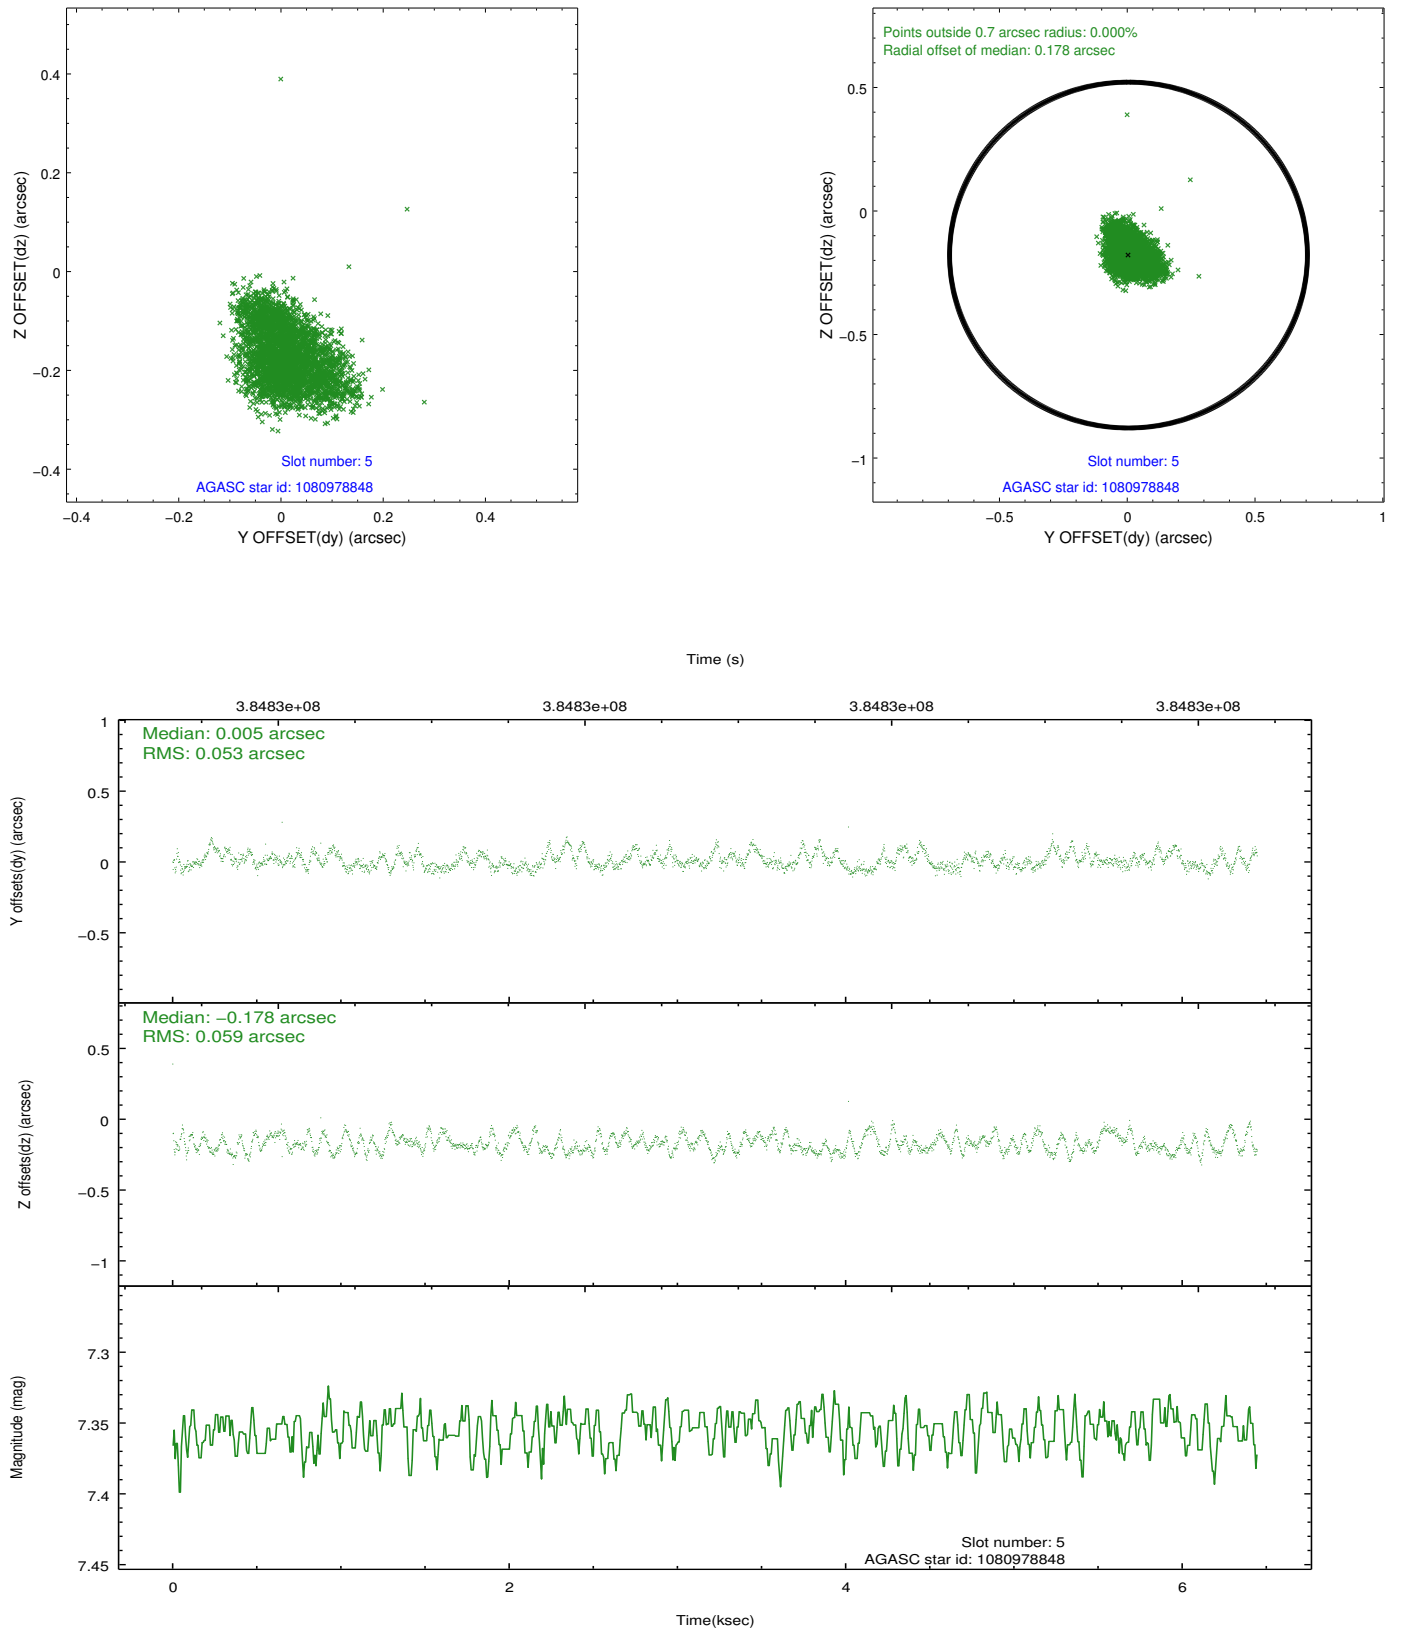 0.4
0.2
0
−0.2
−0.4
Z OFFSET(dz) (arcsec)
Slot number: 5
AGASC star id: 1080978848
−0.4 −0.2 0 0.2 0.4
Y OFFSET(dy) (arcsec)
Points outside 0.7 arcsec radius: 0.000%
Radial offset of median: 0.178 arcsec
0.5
0
−0.5
−1
Z OFFSET(dz) (arcsec)
Slot number: 5
AGASC star id: 1080978848
−0.5 0 0.5 1
Y OFFSET(dy) (arcsec)
Time (s)
3.8483e+08 3.8483e+08 3.8483e+08 3.8483e+08
Median: 0.005 arcsec
RMS: 0.053 arcsec
1
0.5
0
−0.5
Y offsets(dy) (arcsec)
Median: −0.178 arcsec
RMS: 0.059 arcsec
0.5
0
−0.5
−1
Z offsets(dz) (arcsec)
7.3
7.35
7.4
7.45
Magnitude (mag)
Slot number: 5
AGASC star id: 1080978848
0 2 4 6
Time(ksec)